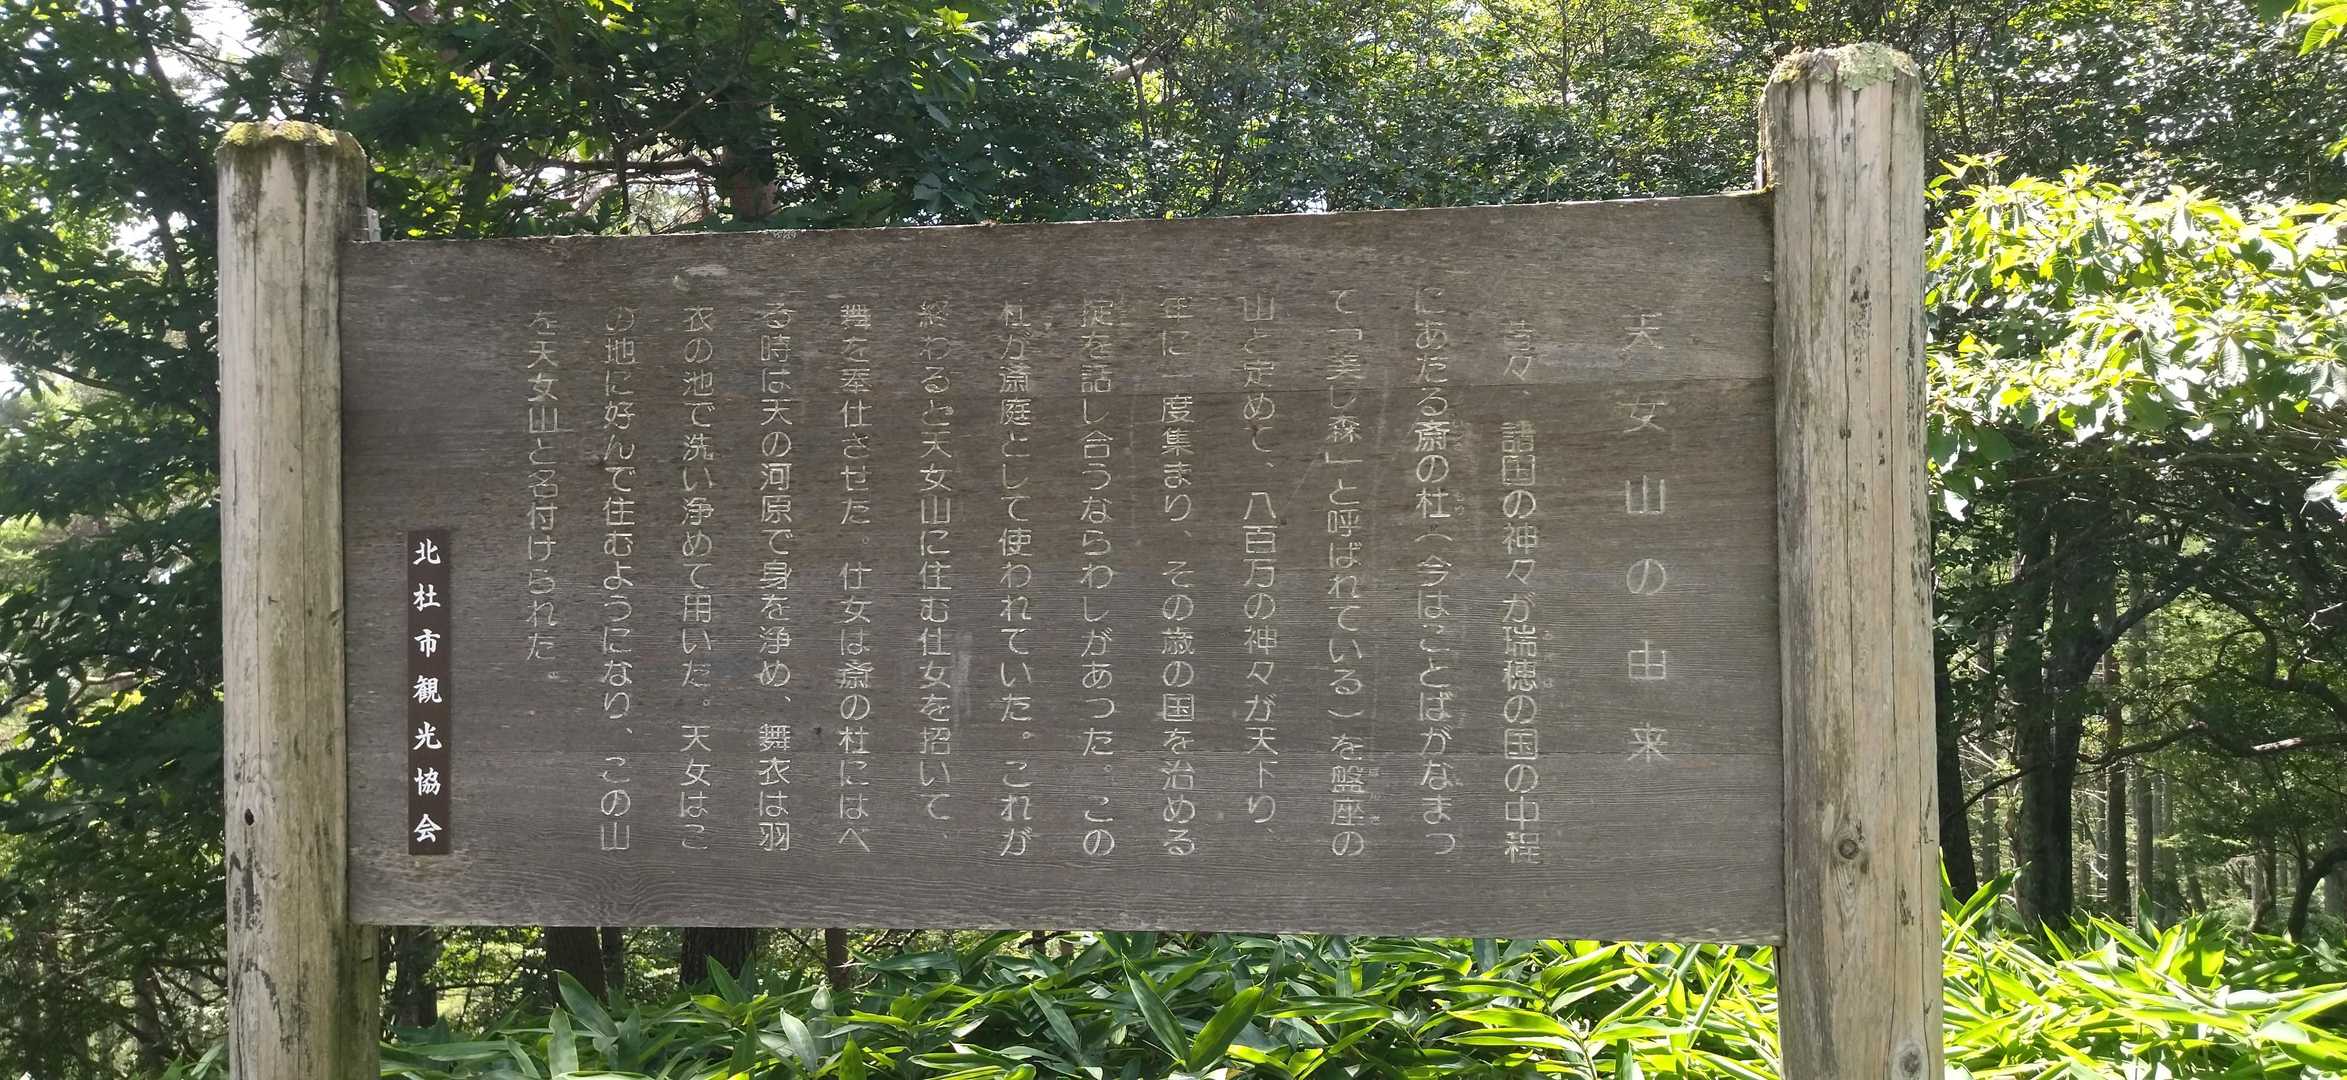 天女山の由来
昔々、諸国の神々が瑞穂の国の中程
にあたる斎の杜（今はことばがなまっ
て「美し森」と呼ばれている）を盤座の
山と定めて、八百万の神々が天下り、
年に一度集まり、その歳の国を治める
掟を話し合うならわしがあった。この
杜が斎庭として使われていた。これが
終わると天女山に住む仕女を招いて、
舞を奉仕させた。仕女は斎の杜にはべ
る時は天の河原で身を浄め、舞衣は羽
衣の池で洗い浄めて用いた。天女はこ
の地に好んで住むようになり、この山
を天女山と名付けられた。
北杜市観光協会